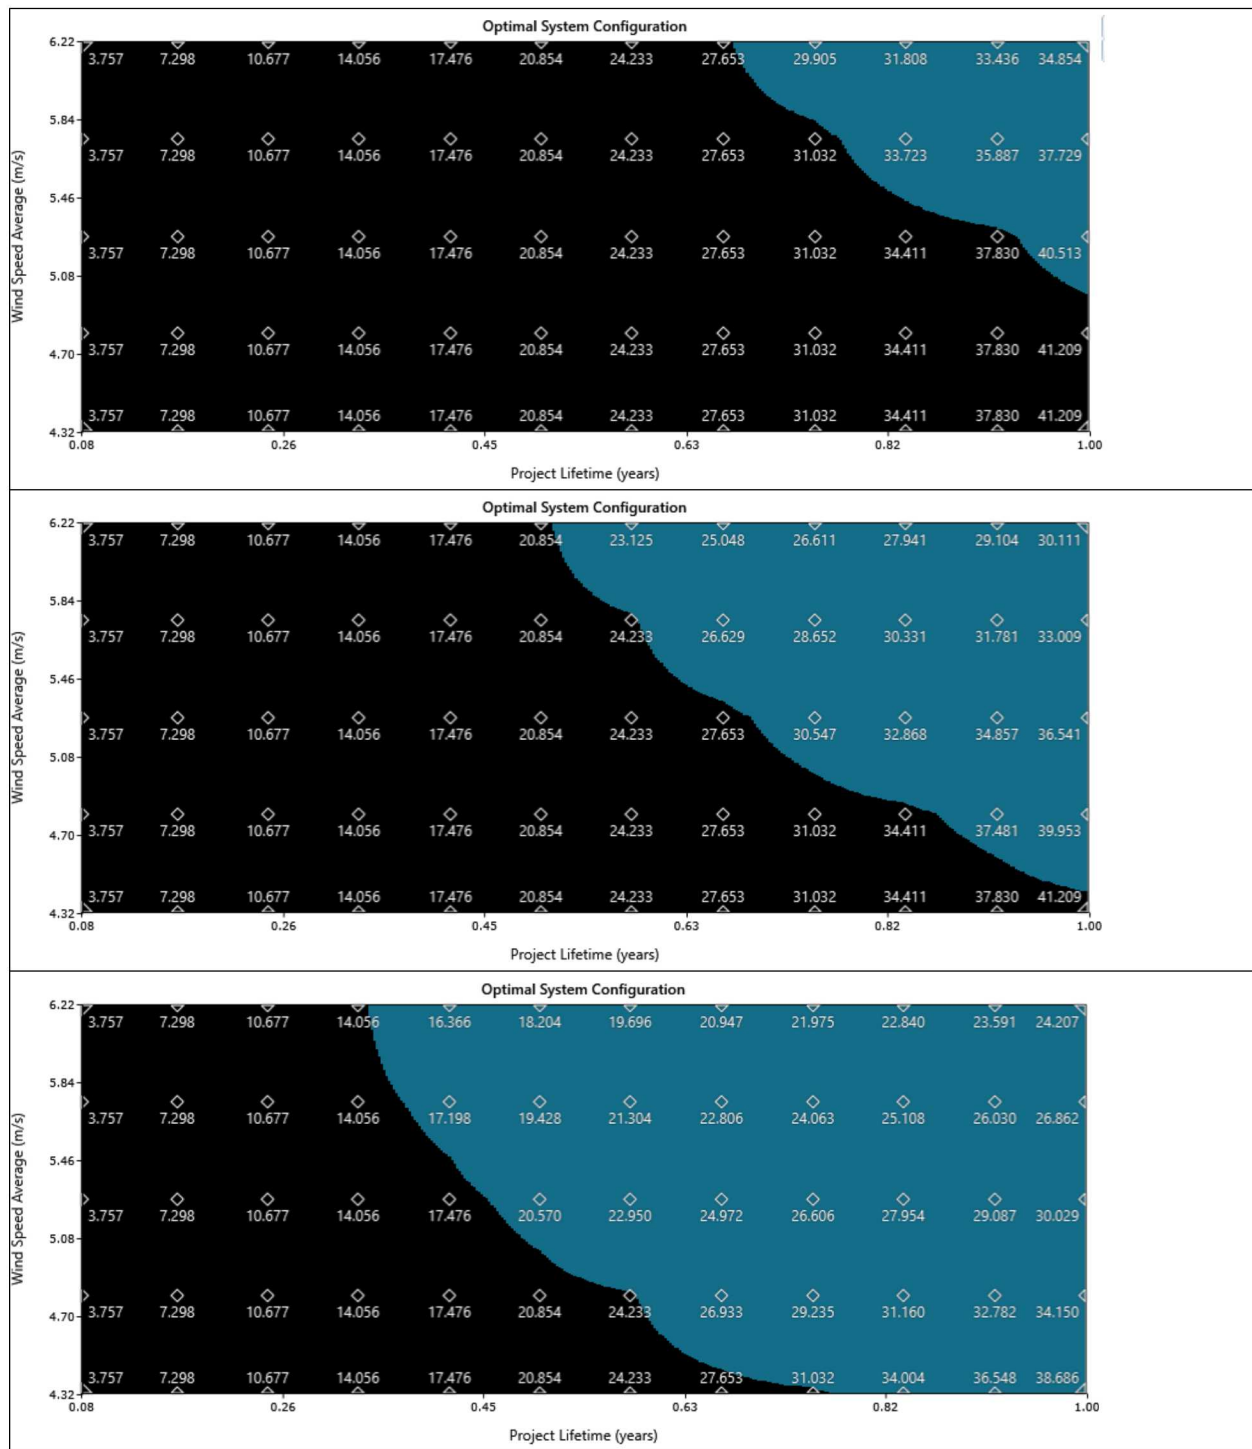 Optimal System Configuration
6.22
3.757 7.298 10.677 14.056 17.476 20.854 24.233 27.653 29.905 31.808 33.436 34.854
5.84
3.757 7.298 10.677 14.056 17.476 20.854 24.233 27.653 31.032 33.723 35.887 37.729
5.46
3.757 7.298 10.677 14.056 17.476 20.854 24.233 27.653 31.032 34.411 37.830 40.513
5.08
3.757 7.298 10.677 14.056 17.476 20.854 24.233 27.653 31.032 34.411 37.830 41.209
4.70
3.757 7.298 10.677 14.056 17.476 20.854 24.233 27.653 31.032 34.411 37.830 41.209
4.32
Wind Speed Average (m/s)
0.08 0.26 0.45 0.63 0.82 1.00
Project Lifetime (years)
Optimal System Configuration
6.22
3.757 7.298 10.677 14.056 17.476 20.854 23.125 25.048 26.611 27.941 29.104 30.111
5.84
3.757 7.298 10.677 14.056 17.476 20.854 24.233 26.629 28.652 30.331 31.781 33.009
5.46
3.757 7.298 10.677 14.056 17.476 20.854 24.233 27.653 30.547 32.868 34.857 36.541
5.08
3.757 7.298 10.677 14.056 17.476 20.854 24.233 27.653 31.032 34.411 37.481 39.953
4.70
3.757 7.298 10.677 14.056 17.476 20.854 24.233 27.653 31.032 34.411 37.830 41.209
4.32
Wind Speed Average (m/s)
0.08 0.26 0.45 0.63 0.82 1.00
Project Lifetime (years)
Optimal System Configuration
6.22
3.757 7.298 10.677 14.056 16.366 18.204 19.696 20.947 21.975 22.840 23.591 24.207
5.84
3.757 7.298 10.677 14.056 17.198 19.428 21.304 22.806 24.063 25.108 26.030 26.862
5.46
3.757 7.298 10.677 14.056 17.476 20.570 22.950 24.972 26.606 27.954 29.087 30.029
5.08
3.757 7.298 10.677 14.056 17.476 20.854 24.233 26.933 29.235 31.160 32.782 34.150
4.70
3.757 7.298 10.677 14.056 17.476 20.854 24.233 27.653 31.032 34.004 36.548 38.686
4.32
Wind Speed Average (m/s)
0.08 0.26 0.45 0.63 0.82 1.00
Project Lifetime (years)